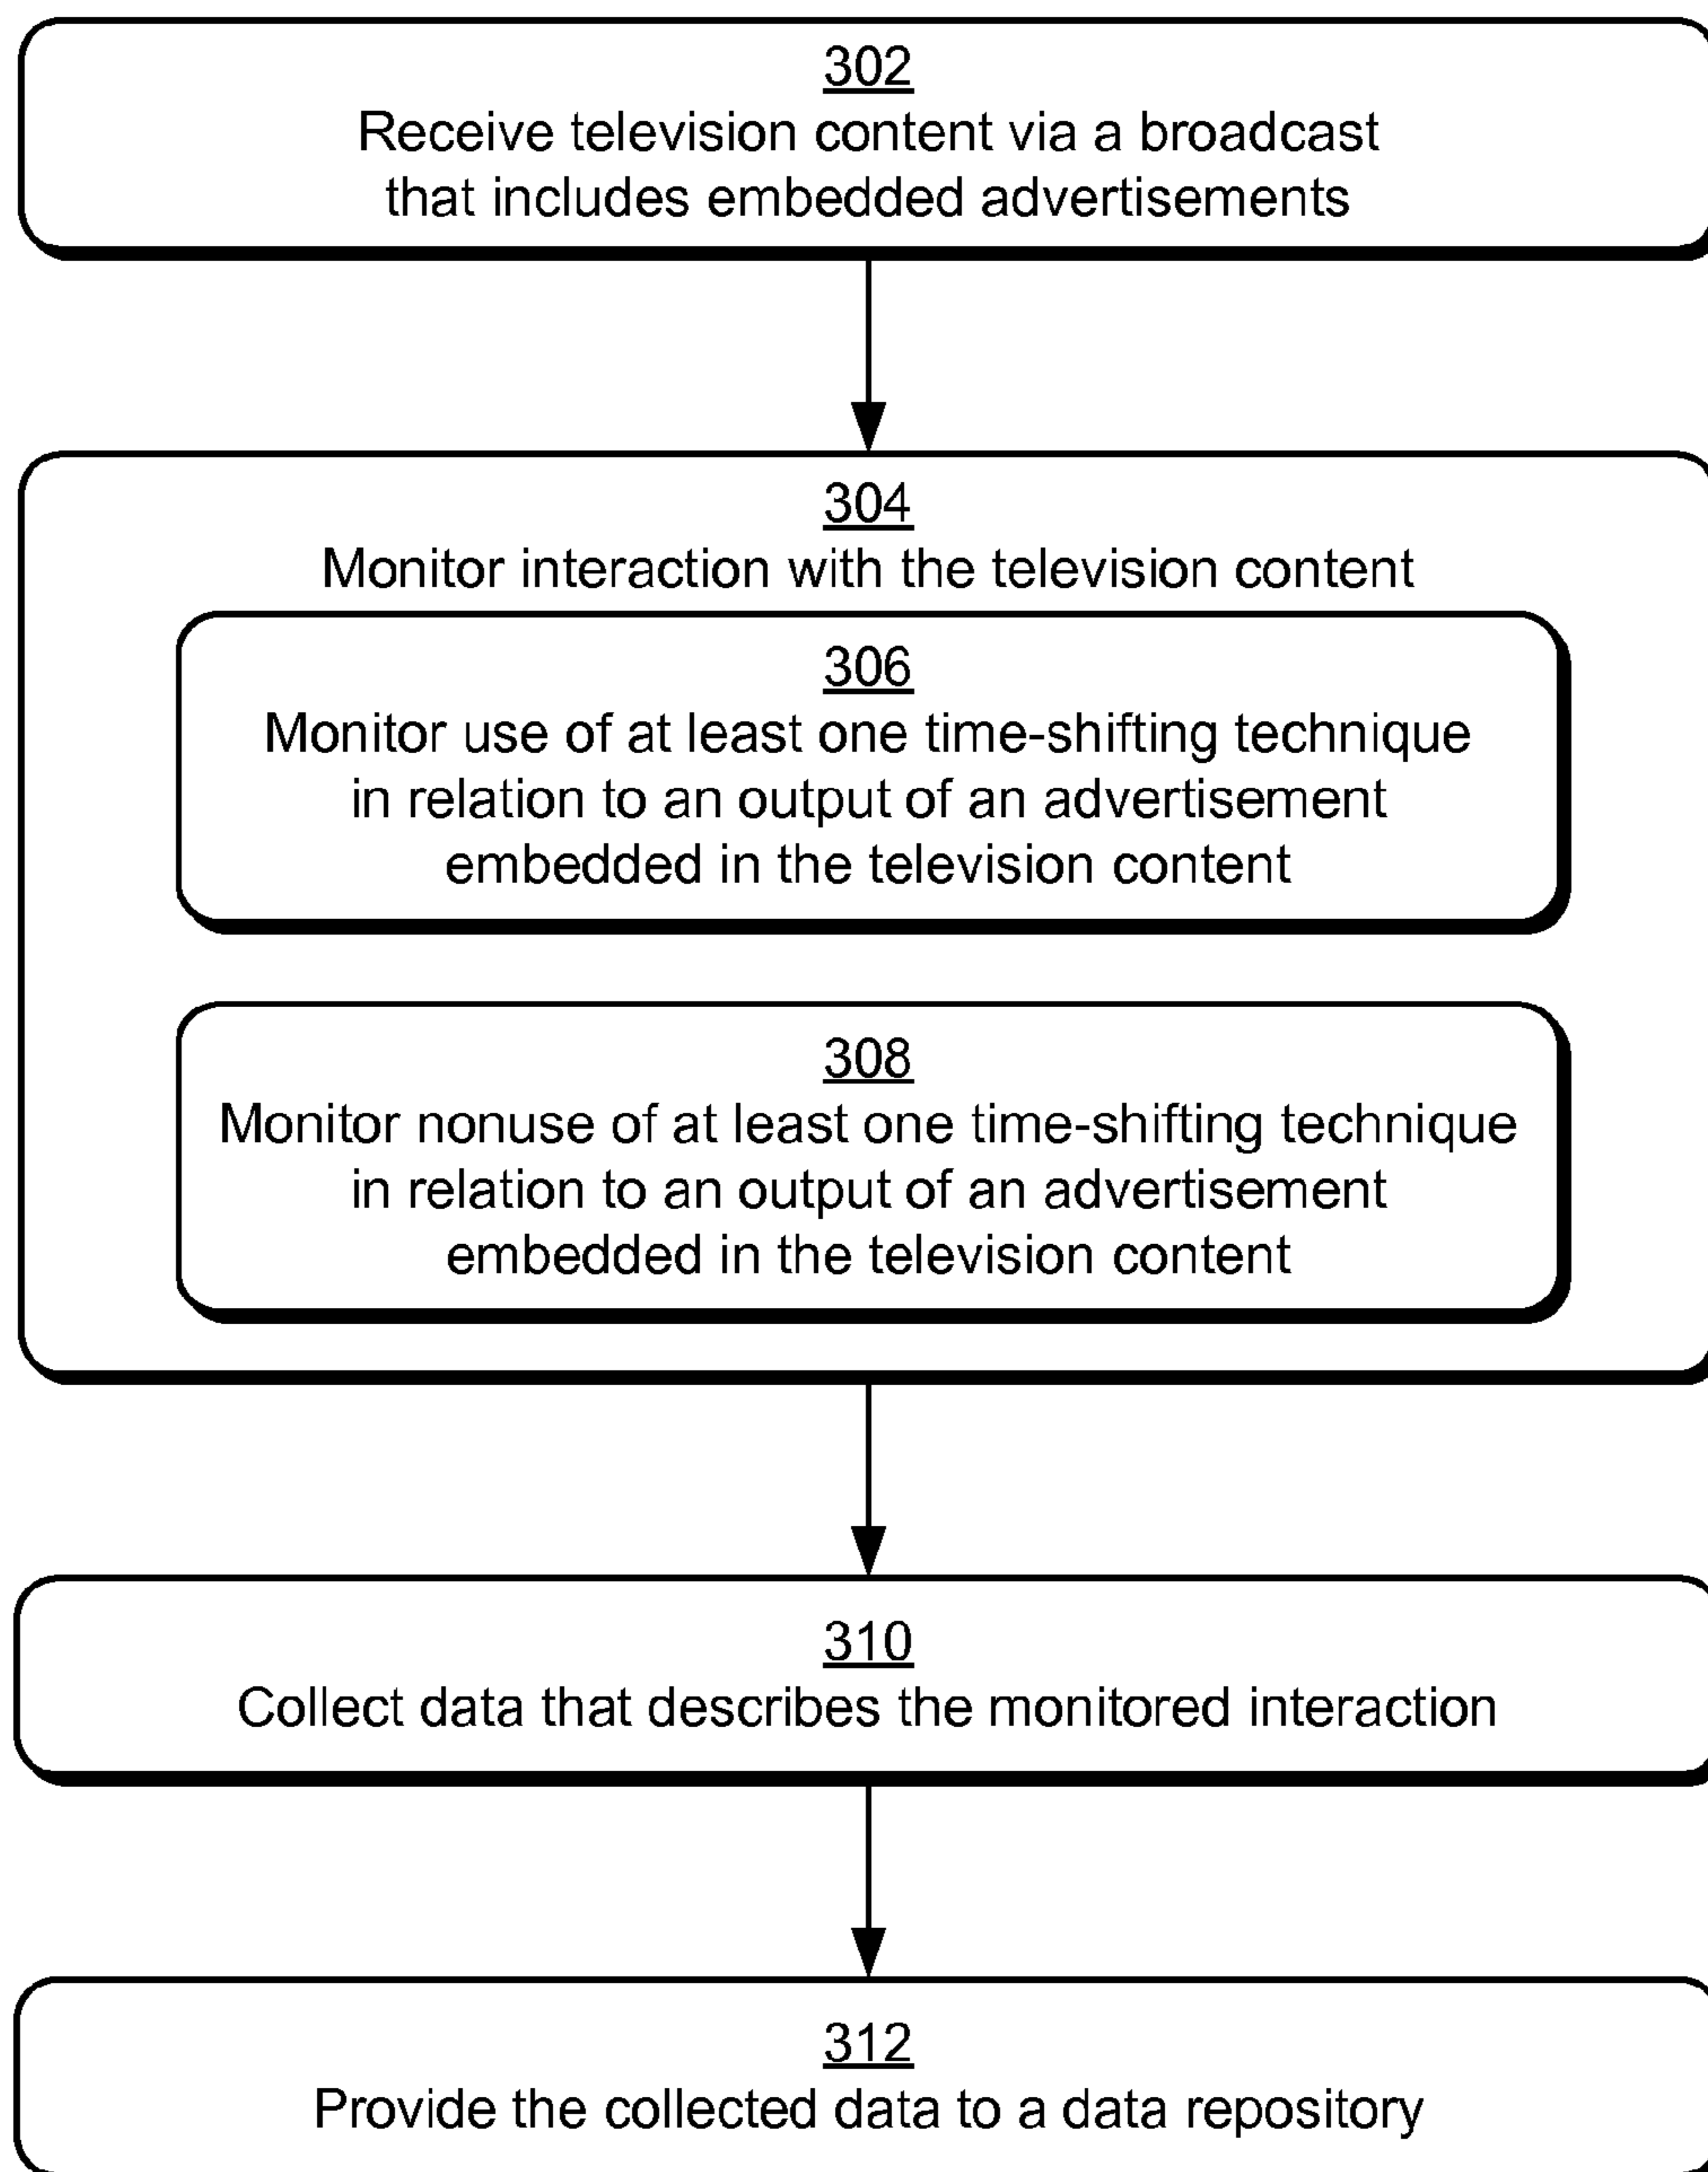 302
Receive television content via a broadcast
that includes embedded advertisements
304
Monitor interaction with the television content
306
Monitor use of at least one time-shifting technique
in relation to an output of an advertisement
embedded in the television content
308
Monitor nonuse of at least one time-shifting technique
in relation to an output of an advertisement
embedded in the television content
310
Collect data that describes the monitored interaction
312
Provide the collected data to a data repository